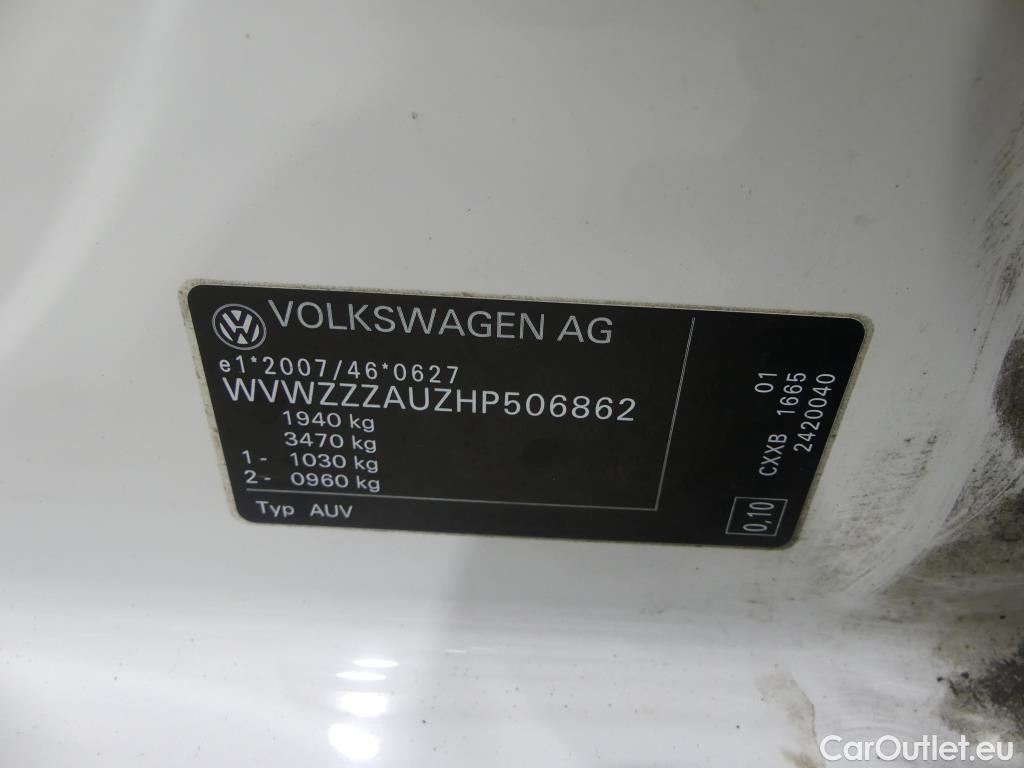 VOLKSWAGEN AG
e1*2007/46*0627
WVWZZZAUZHP506862
1940 kg
3470 kg
1 - 1030 kg
2 - 0960 kg
Typ AUV
01
CXXB 1665
2420040
0,10
CarOutlet.eu